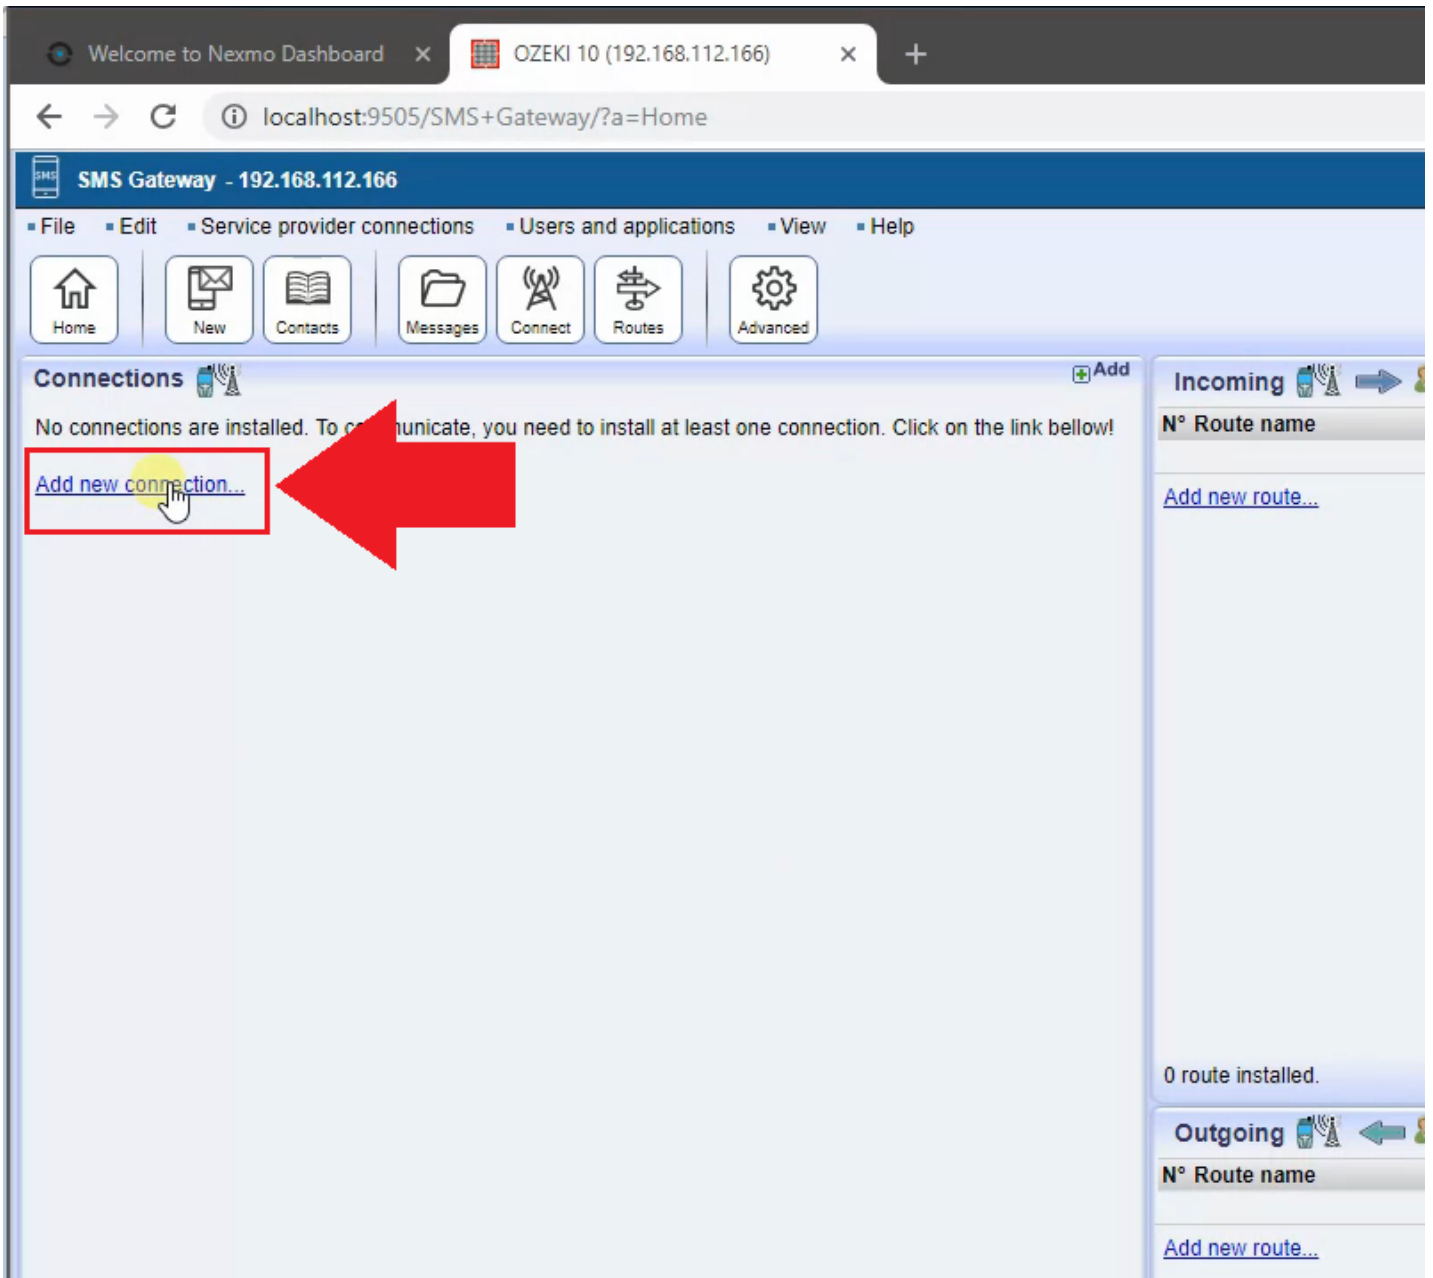 Welcome to Nexmo Dashboard
OZEKI 10 (192.168.112.166)
localhost:9505/SMS+Gateway/?a=Home
SMS
SMS Gateway - 192.168.112.166
File Edit Service provider connections Users and applications View Help
Home New Contacts Messages Connect Routes Advanced
Connections
Add
No connections are installed. To communicate, you need to install at least one connection. Click on the link bellow!
Add new connection...
Incoming
N° Route name
Add new route...
0 route installed.
Outgoing
N° Route name
Add new route...